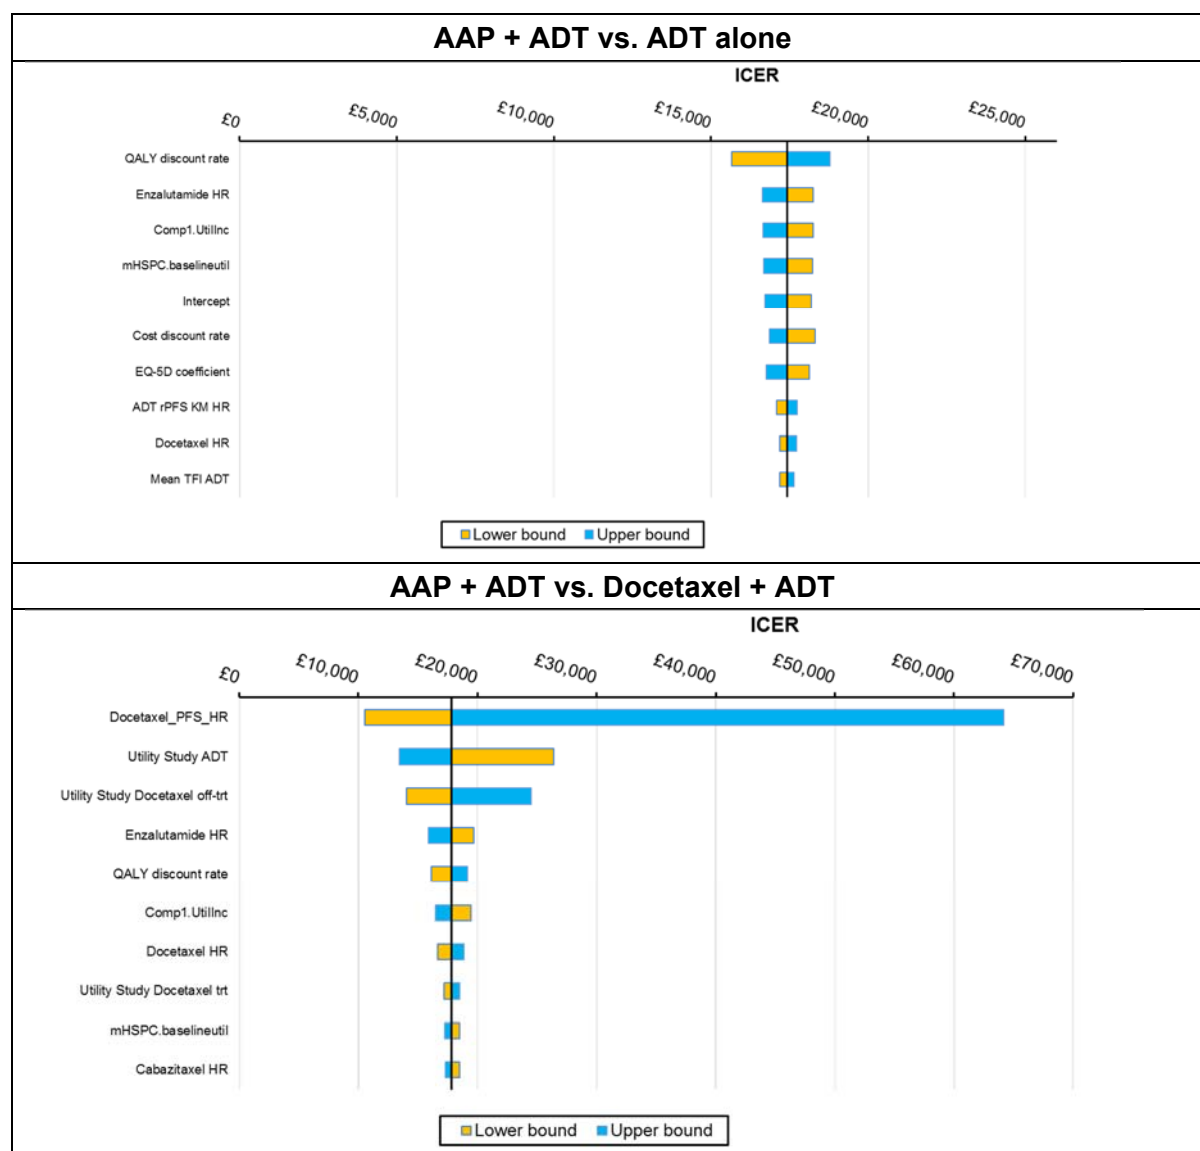 AAP + ADT vs. ADT alone
ICER
£0 £5,000 £10,000 £15,000 £20,000 £25,000
QALY discount rate
Enzalutamide HR
Comp1.UtilInc
mHSPC.baselineutil
Intercept
Cost discount rate
EQ-5D coefficient
ADT rPFS KM HR
Docetaxel HR
Mean TFI ADT
Lower bound Upper bound
AAP + ADT vs. Docetaxel + ADT
ICER
£0 £10,000 £20,000 £30,000 £40,000 £50,000 £60,000 £70,000
Docetaxel_PFS_HR
Utility Study ADT
Utility Study Docetaxel off-trt
Enzalutamide HR
QALY discount rate
Comp1.UtilInc
Docetaxel HR
Utility Study Docetaxel trt
mHSPC.baselineutil
Cabazitaxel HR
Lower bound Upper bound